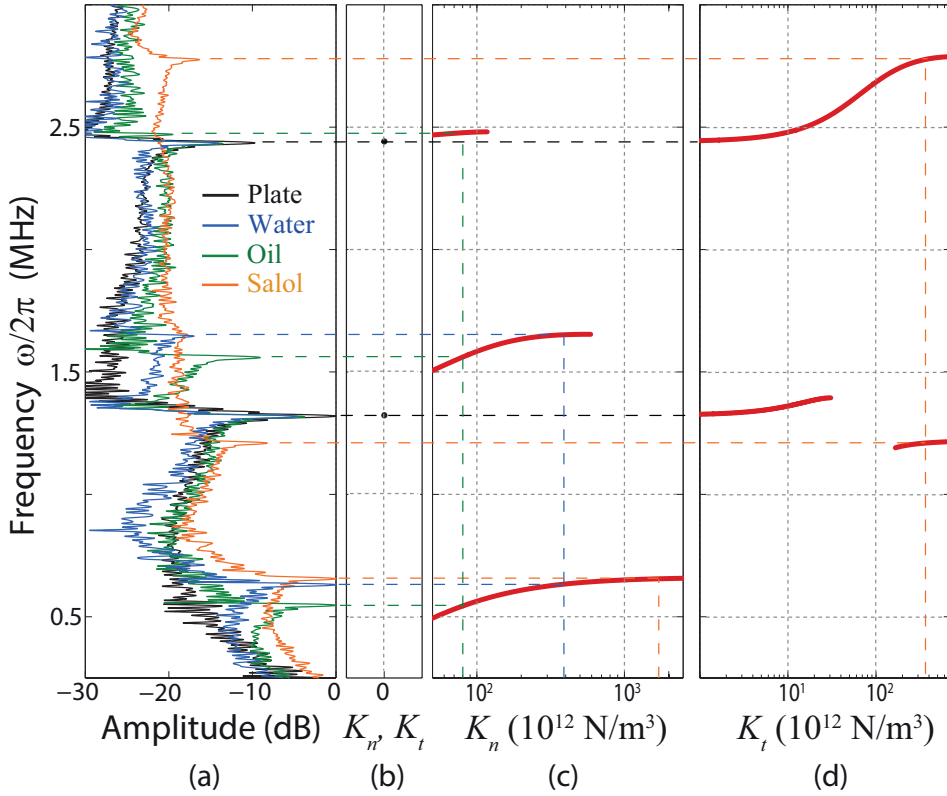 Frequency ω/2π (MHz)
2.5
1.5
0.5
Plate
Water
Oil
Salol
−30 −20 −10 0
0
10² 10³
10¹ 10²
Amplitude (dB)
Kₙ, Kₜ
Kₙ (10¹² N/m³)
Kₜ (10¹² N/m³)
(a) (b) (c) (d)